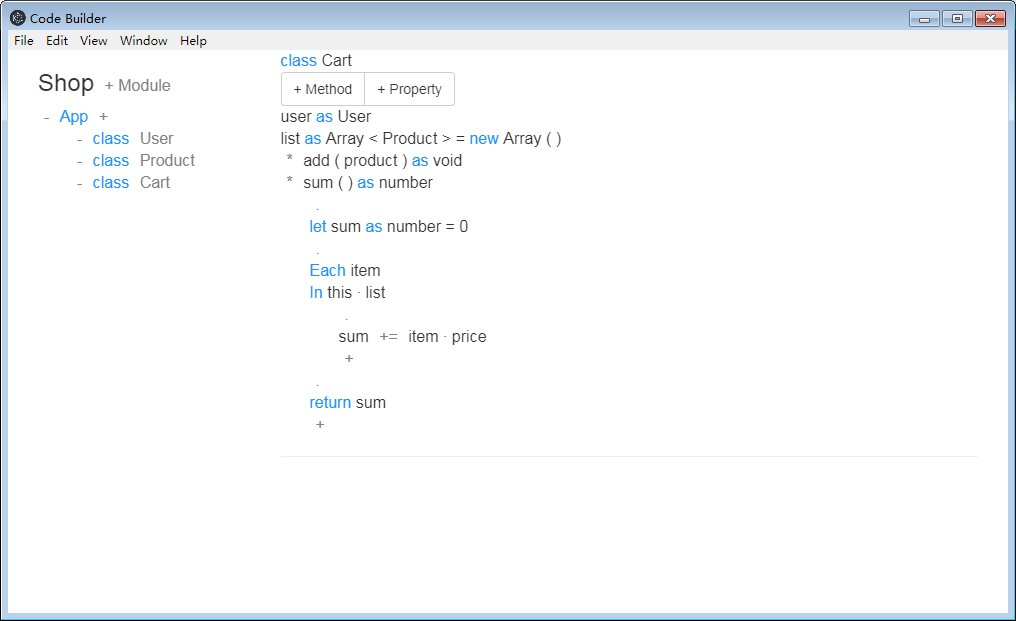 Code Builder
File Edit View Window Help
Shop + Module
- App +
- class User
- class Product
- class Cart
class Cart
+ Method + Property
user as User
list as Array < Product > = new Array ( )
* add ( product ) as void
* sum ( ) as number
.
let sum as number = 0
.
Each item
In this · list
.
sum += item · price
+
.
return sum
+